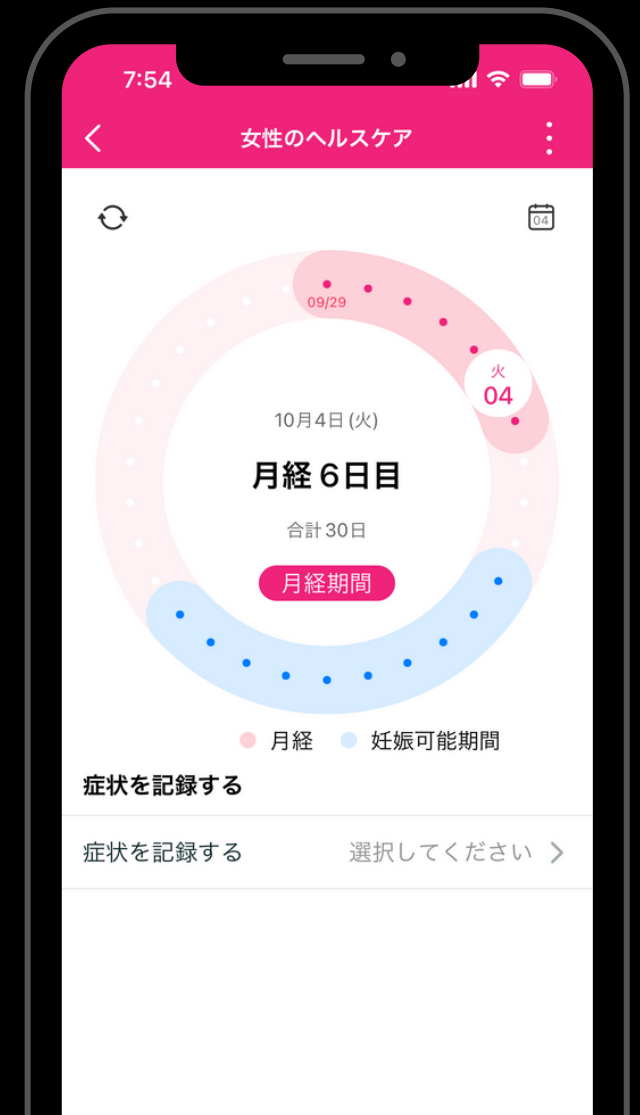 7:54
女性のヘルスケア
04
09/29
火
04
10月4日(火)
月経 6日目
合計30日
月経期間
月経 妊娠可能期間
症状を記録する
症状を記録する 選択してください